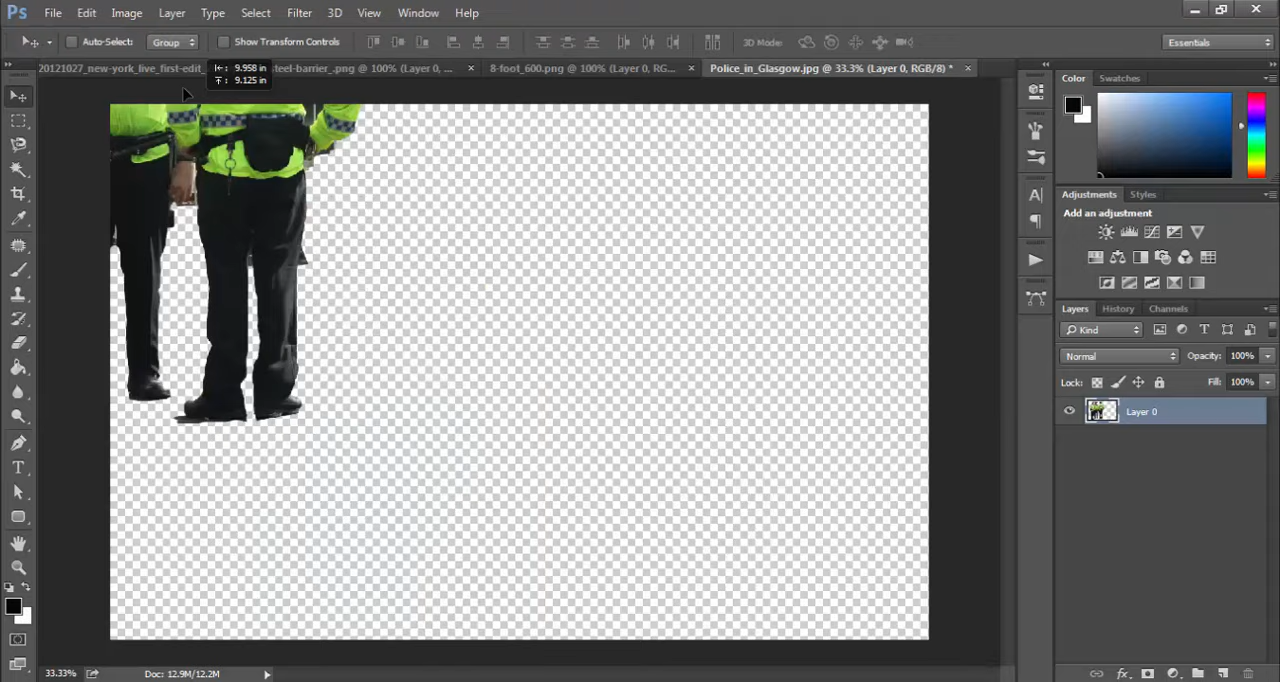 Ps File Edit Image Layer Type Select Filter 3D View Window Help
Auto-Select: Group Show Transform Controls 3D Mode: Essentials
20121027_new-york_live_first-edit_ teel-barrier_.png @ 100% (Layer 0, ... × 8-foot_600.png @ 100% (Layer 0, RG... × Police_in_Glasgow.jpg @ 33.3% (Layer 0, RGB/8) * ×
9.958 in
9.125 in
Color Swatches
Adjustments Styles
Add an adjustment
Layers History Channels
Kind
Normal Opacity: 100%
Lock: Fill: 100%
Layer 0
33.33% Doc: 12.9M/12.2M